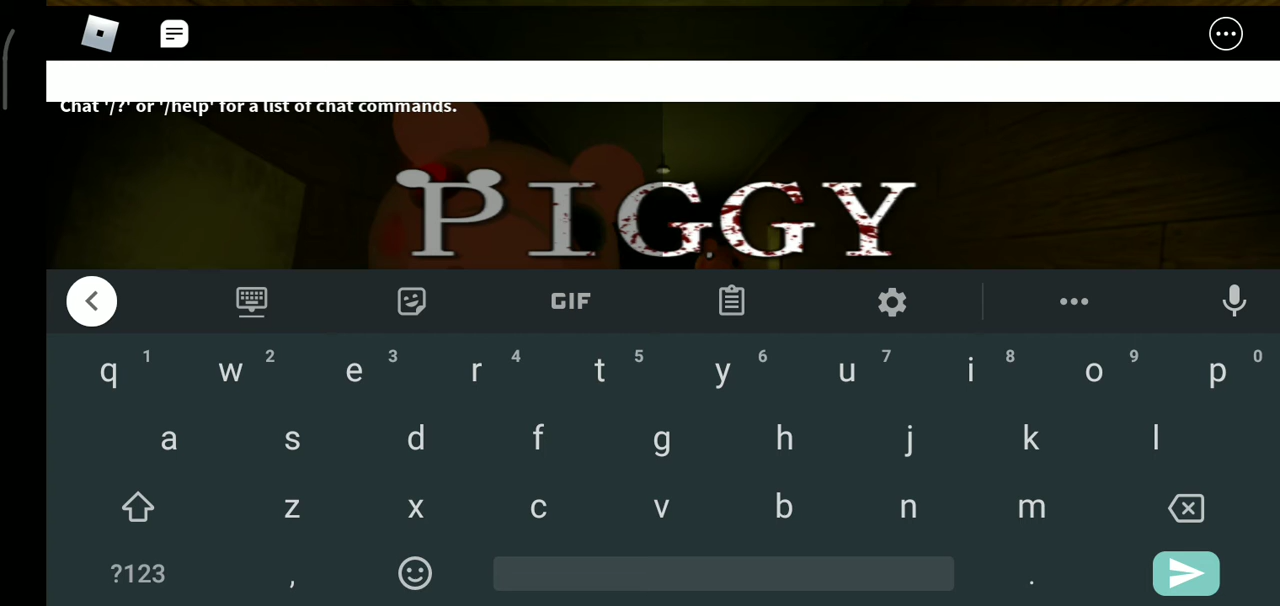 Chat '/?' or '/help' for a list of chat commands.
PIGGY
GIF
q 1 w 2 e 3 r 4 t 5 y 6 u 7 i 8 o 9 p 0
a s d f g h j k l
z x c v b n m
?123 , .